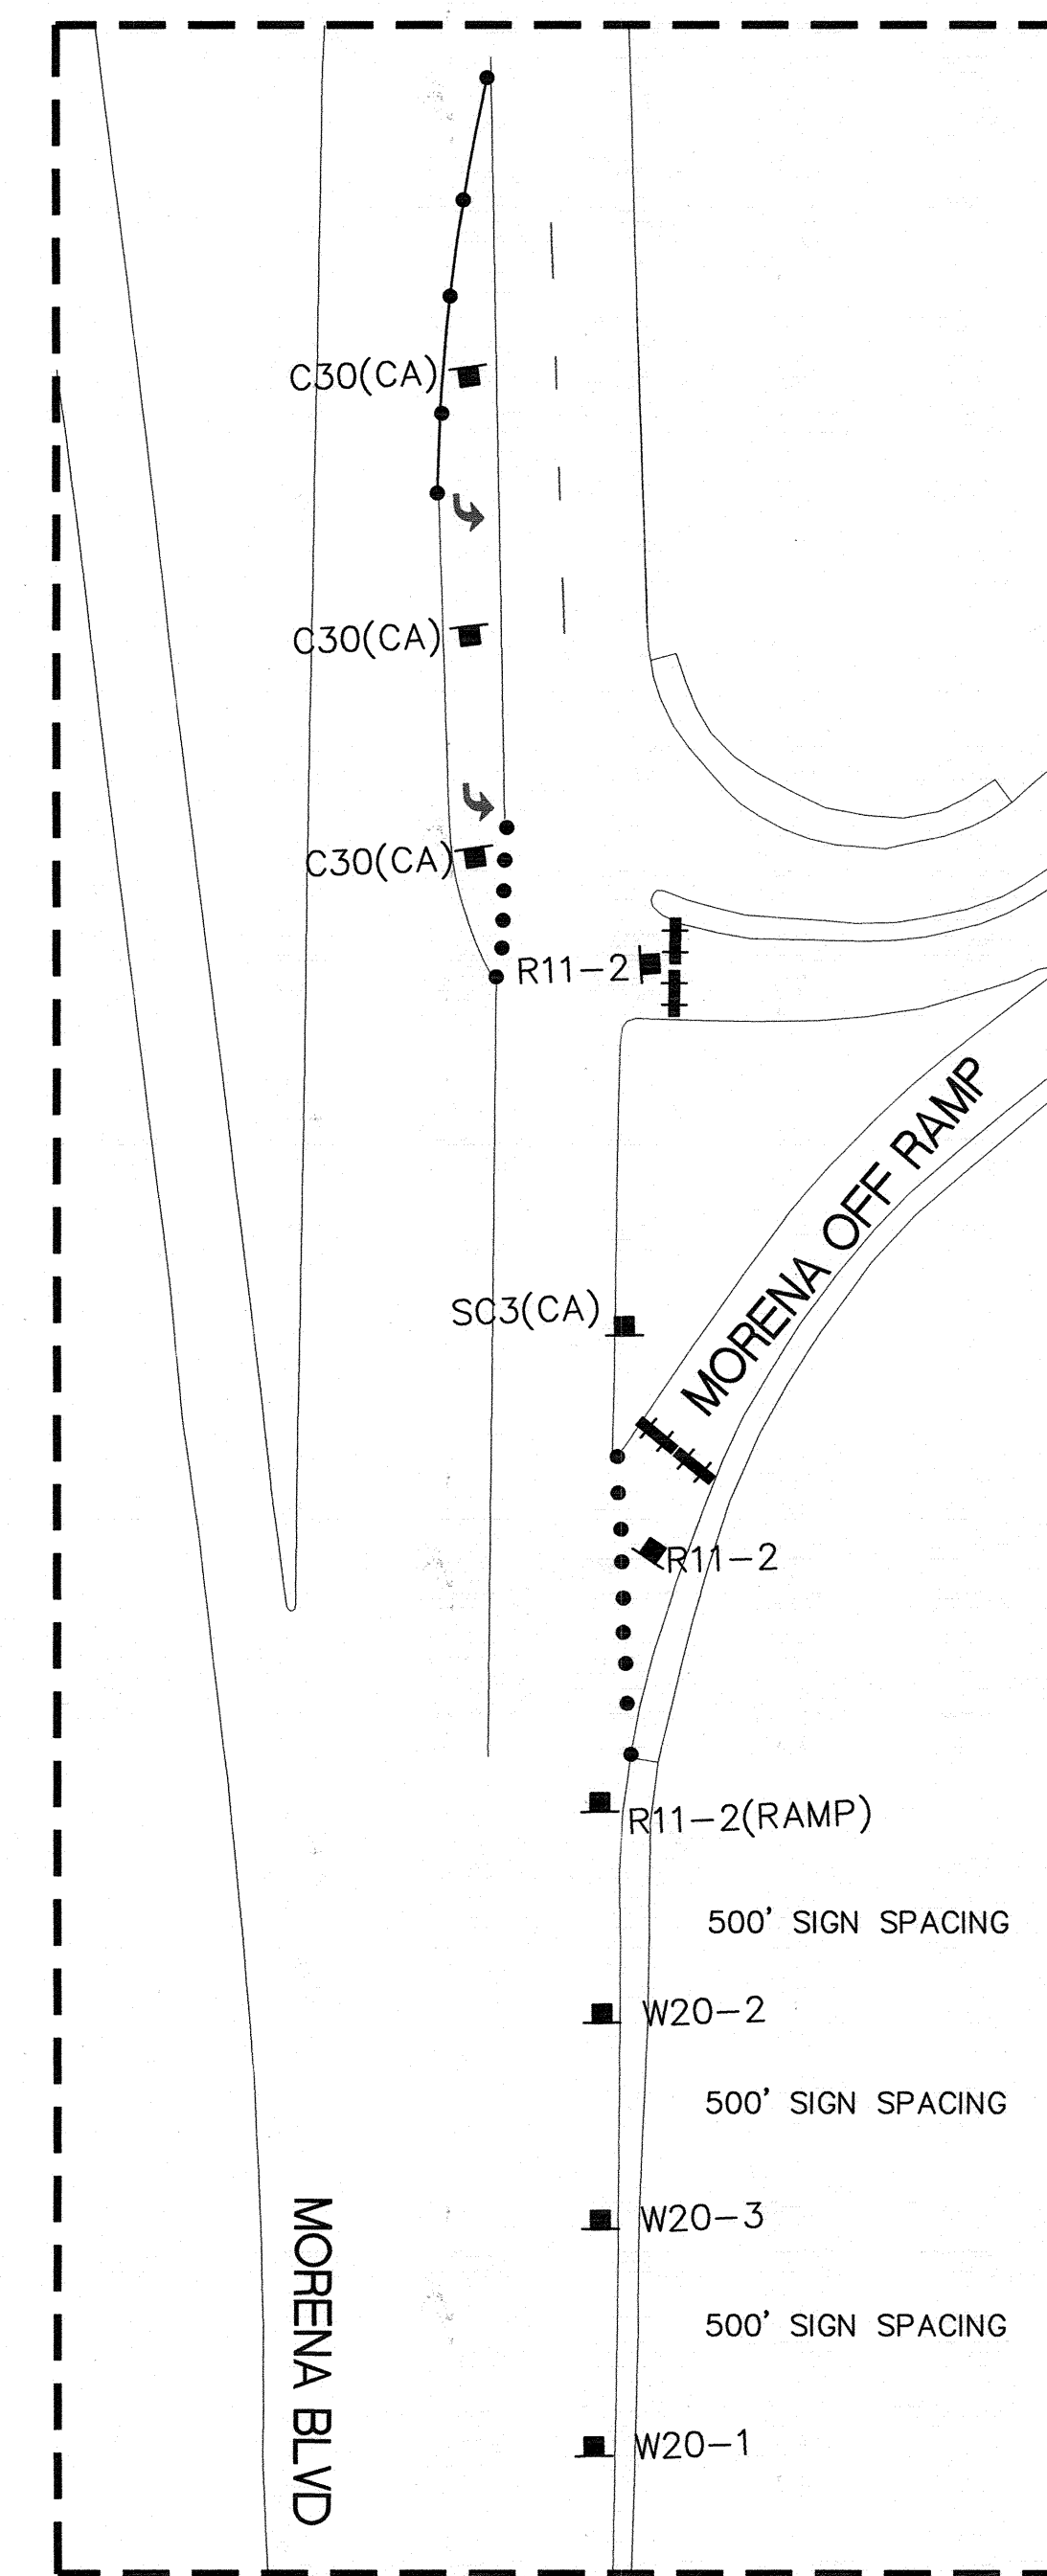 C30(CA)
C30(CA)
C30(CA)
R11-2
MORENA OFF RAMP
SC3(CA)
R11-2
R11-2(RAMP)
500' SIGN SPACING
W20-2
500' SIGN SPACING
W20-3
MORENA BLVD
500' SIGN SPACING
W20-1